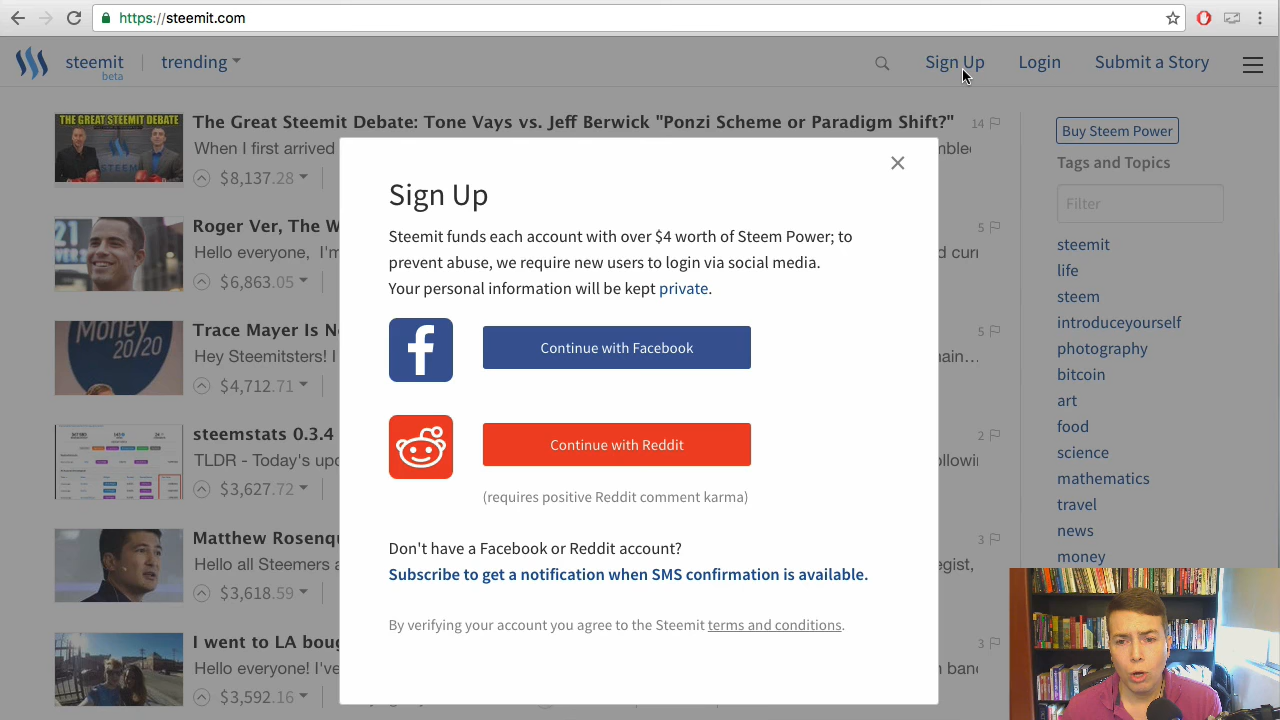 https://steemit.com
steemit
beta
trending
Sign Up
Login
Submit a Story
THE GREAT STEEMIT DEBATE
STEEM
The Great Steemit Debate: Tone Vays vs. Jeff Berwick "Ponzi Scheme or Paradigm Shift?"
14
When I first arrived
$8,137.28
Roger Ver, The W
5
Hello everyone, I'm
$6,863.05
Money
20/20
Trace Mayer Is No
5
Hey Steemitsters! I
$4,712.71
steemstats 0.3.4
2
TLDR - Today's upd
$3,627.72
Matthew Rosenqu
3
Hello all Steemers a
$3,618.59
I went to LA boug
3
Hello everyone! I've
$3,592.16
Sign Up
Steemit funds each account with over $4 worth of Steem Power; to
prevent abuse, we require new users to login via social media.
Your personal information will be kept private.
Continue with Facebook
Continue with Reddit
(requires positive Reddit comment karma)
Don't have a Facebook or Reddit account?
Subscribe to get a notification when SMS confirmation is available.
By verifying your account you agree to the Steemit terms and conditions.
Buy Steem Power
Tags and Topics
Filter
steemit
life
steem
introduceyourself
photography
bitcoin
art
food
science
mathematics
travel
news
money